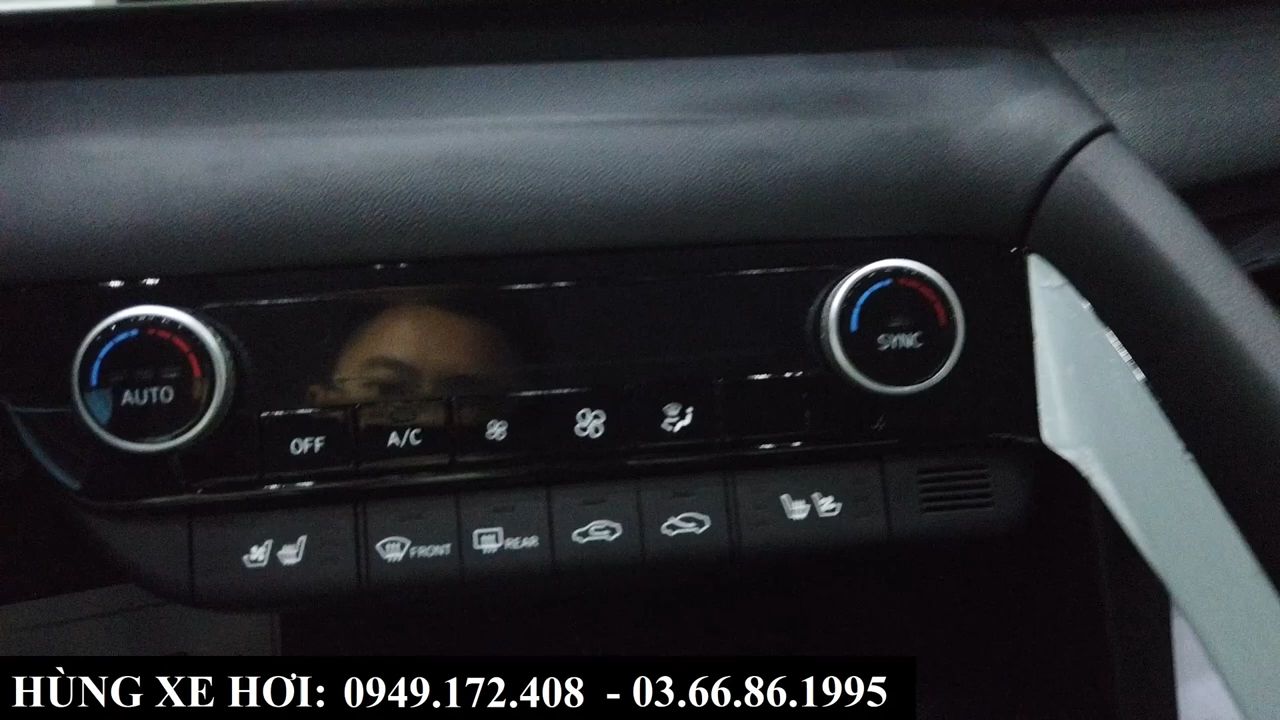 AUTO
SYNC
OFF
A/C
FRONT
REAR
HÙNG XE HƠI: 0949.172.408 - 03.66.86.1995